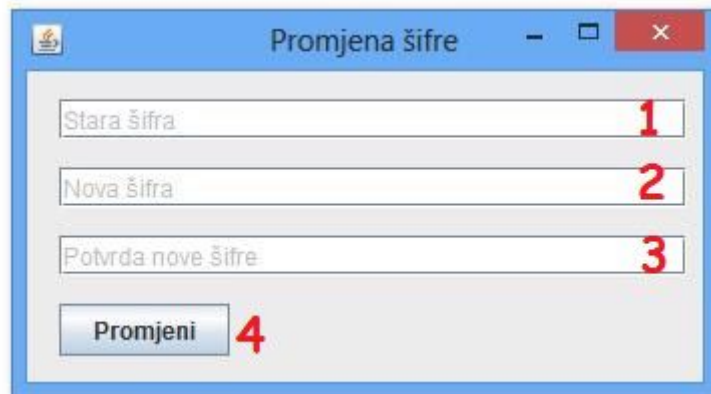 Promjena šifre
Stara šifra 1
Nova šifra 2
Potvrda nove šifre 3
Promjeni 4